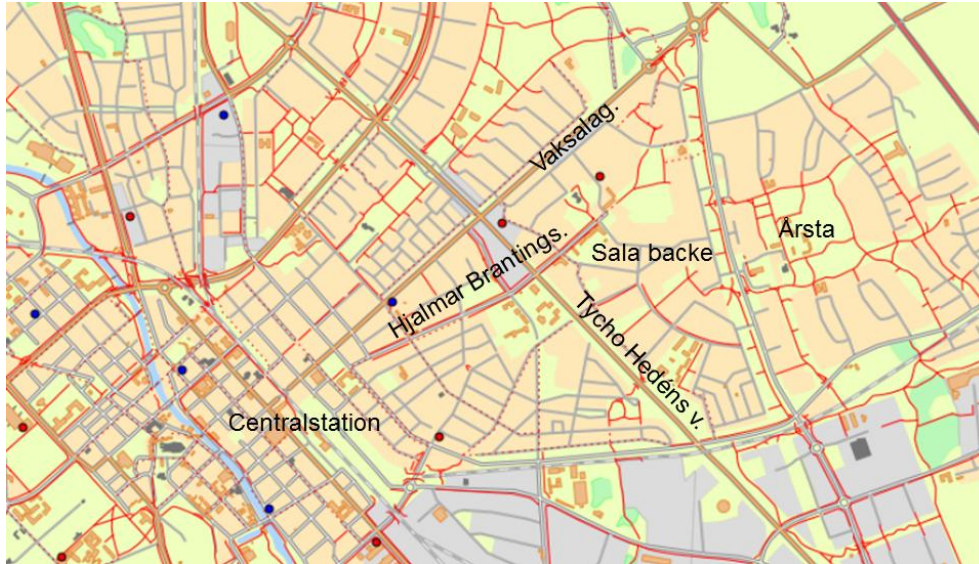 Vaksalag.
Hjalmar Brantings.
Sala backe
Årsta
Tycho Hedéns v.
Centralstation